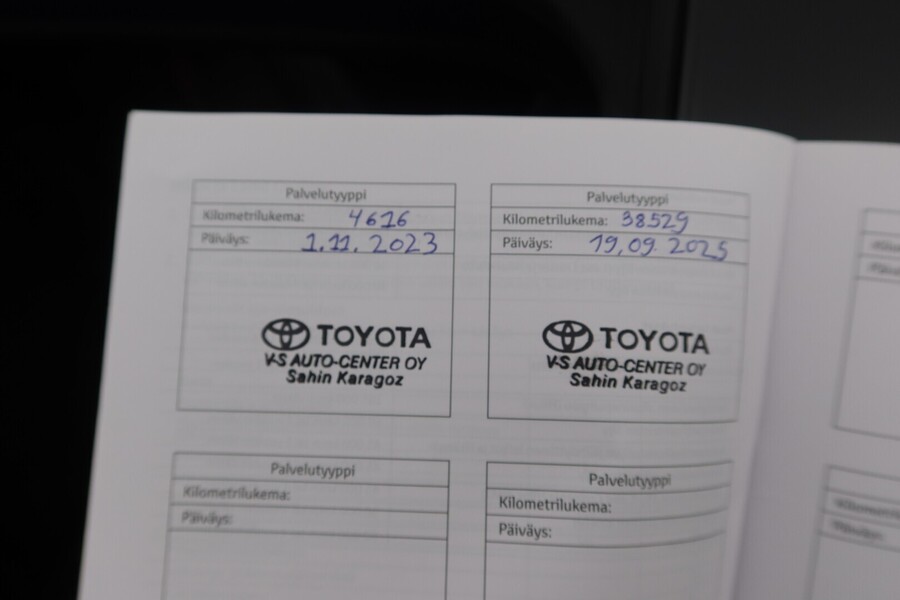 Palvelutyyppi
Kilometrilukema: 4616
Päiväys: 1.11.2023
TOYOTA
V-S AUTO-CENTER OY
Sahin Karagoz
Palvelutyyppi
Kilometrilukema: 38529
Päiväys: 19,09.2025
TOYOTA
V-S AUTO-CENTER OY
Sahin Karagoz
Palvelutyyppi
Kilometrilukema:
Päiväys:
Palvelutyyppi
Kilometrilukema:
Päiväys: